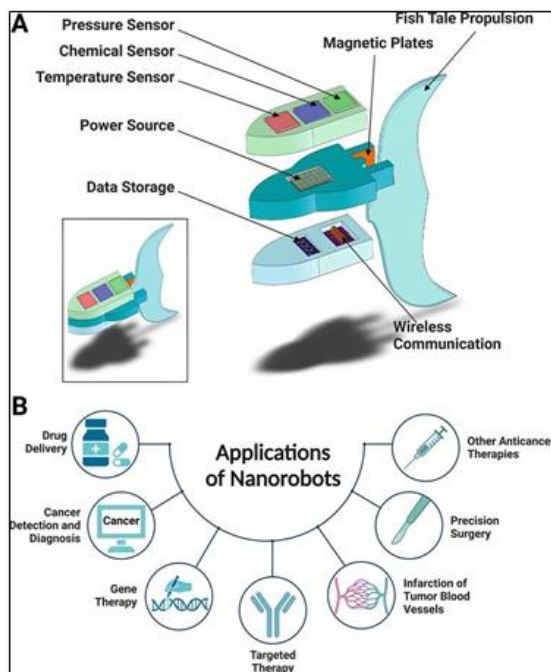 A
Pressure Sensor
Chemical Sensor
Temperature Sensor
Power Source
Data Storage
Fish Tale Propulsion
Magnetic Plates
Wireless
Communication
B
Applications
of Nanorobots
Drug
Delivery
Cancer
Detection and
Diagnosis
Cancer
Gene
Therapy
Targeted
Therapy
Infarction of
Tumor Blood
Vessels
Precision
Surgery
Other Anticance
Therapies